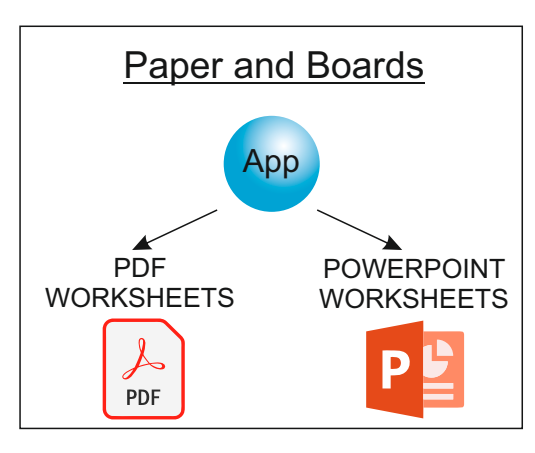 Paper and Boards
App
PDF
WORKSHEETS
POWERPOINT
WORKSHEETS
PDF
P